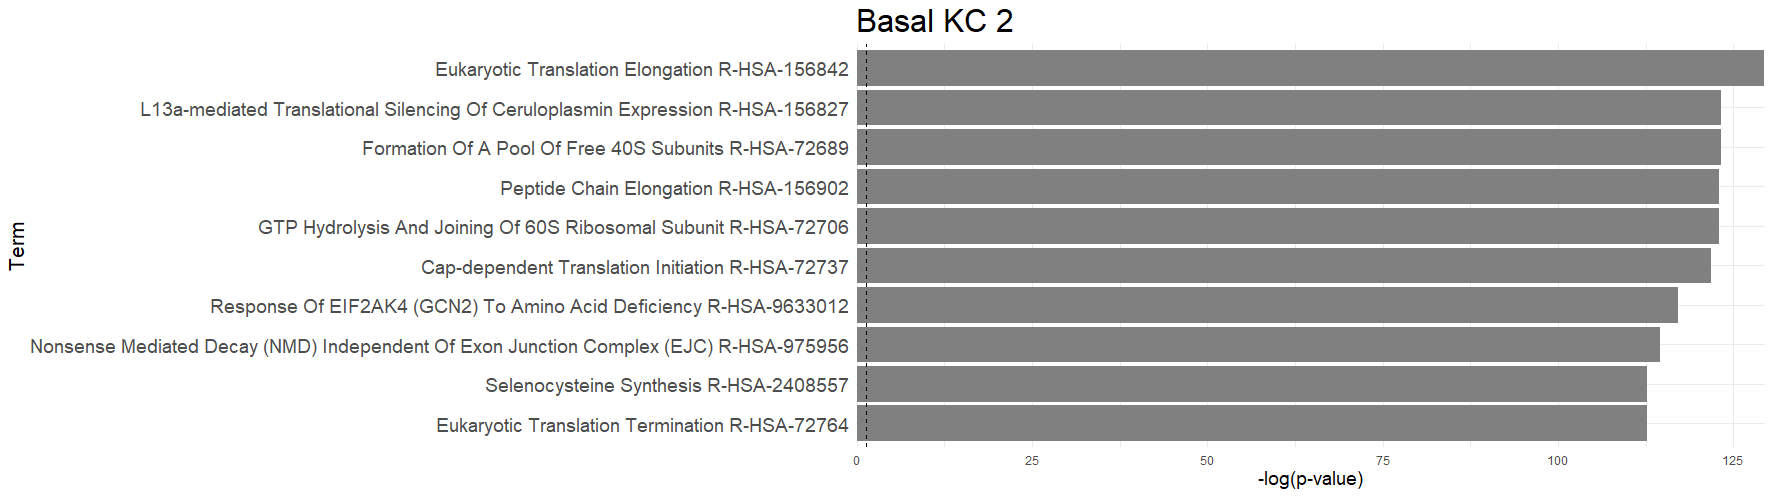 Basal KC 2
Eukaryotic Translation Elongation R-HSA-156842
L13a-mediated Translational Silencing Of Ceruloplasmin Expression R-HSA-156827
Formation Of A Pool Of Free 40S Subunits R-HSA-72689
Peptide Chain Elongation R-HSA-156902
GTP Hydrolysis And Joining Of 60S Ribosomal Subunit R-HSA-72706
Cap-dependent Translation Initiation R-HSA-72737
Response Of EIF2AK4 (GCN2) To Amino Acid Deficiency R-HSA-9633012
Nonsense Mediated Decay (NMD) Independent Of Exon Junction Complex (EJC) R-HSA-975956
Selenocysteine Synthesis R-HSA-2408557
Eukaryotic Translation Termination R-HSA-72764
Term
0 25 50 75 100 125
-log(p-value)